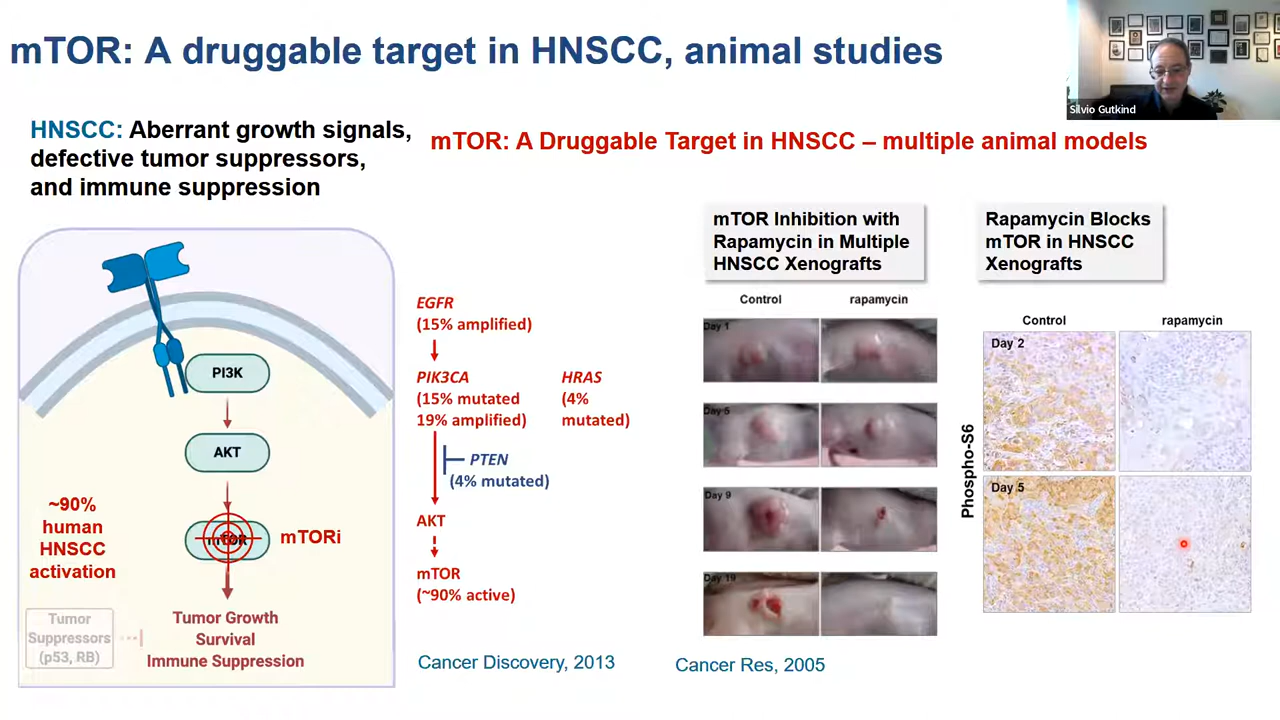 mTOR: A druggable target in HNSCC, animal studies
Silvio Gutkind
HNSCC: Aberrant growth signals,
defective tumor suppressors,
and immune suppression
mTOR: A Druggable Target in HNSCC – multiple animal models
PI3K
AKT
mTOR
mTORi
~90%
human
HNSCC
activation
Tumor
Suppressors
(p53, RB)
Tumor Growth
Survival
Immune Suppression
EGFR
(15% amplified)
PIK3CA
(15% mutated
19% amplified)
HRAS
(4%
mutated)
PTEN
(4% mutated)
AKT
mTOR
(~90% active)
Cancer Discovery, 2013
mTOR Inhibition with
Rapamycin in Multiple
HNSCC Xenografts
Control
rapamycin
Day 1
Day 5
Day 9
Day 19
Cancer Res, 2005
Rapamycin Blocks
mTOR in HNSCC
Xenografts
Control
rapamycin
Phospho-S6
Day 2
Day 5